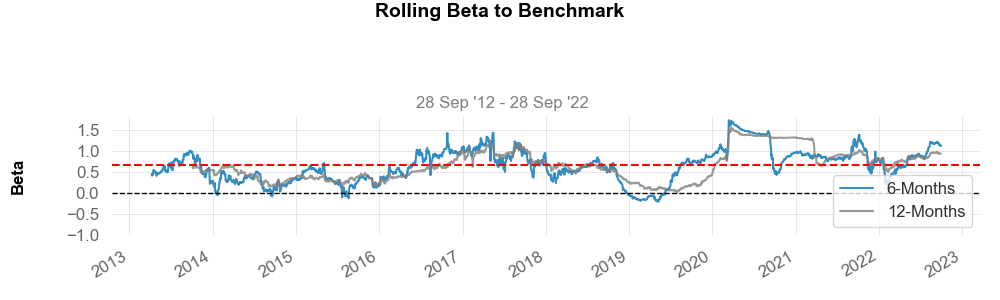 Rolling Beta to Benchmark
28 Sep '12 - 28 Sep '22
Beta
1.5
1.0
0.5
0.0
−0.5
−1.0
6-Months
12-Months
2013 2014 2015 2016 2017 2018 2019 2020 2021 2022 2023